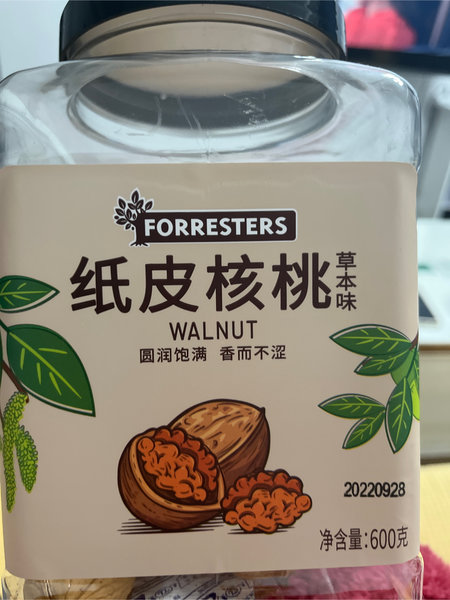 FORRESTERS
纸皮核桃
草本味
WALNUT
圆润饱满 香而不涩
20220928
净含量:600克